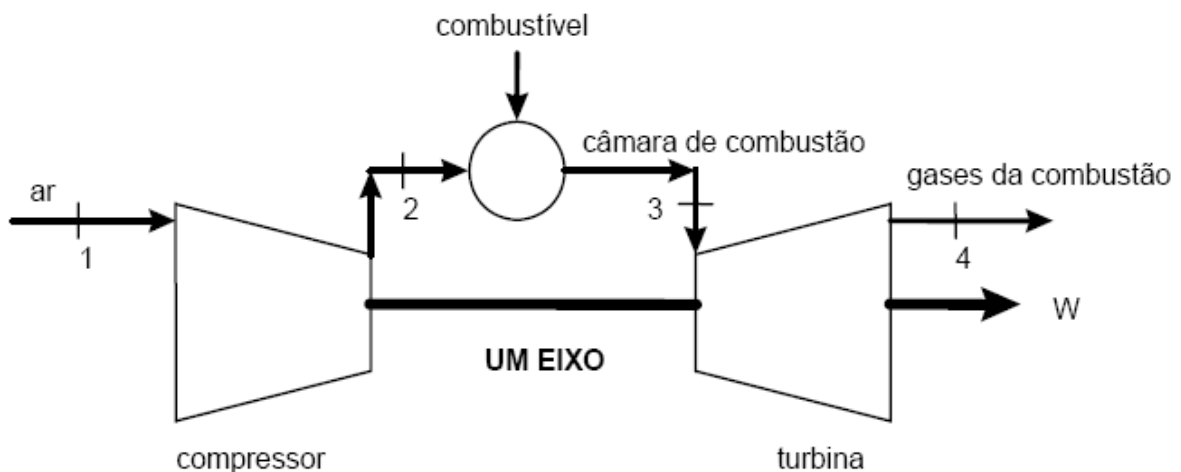 combustível
câmara de combustão
ar
2
3
gases da combustão
1
4
W
UM EIXO
compressor
turbina